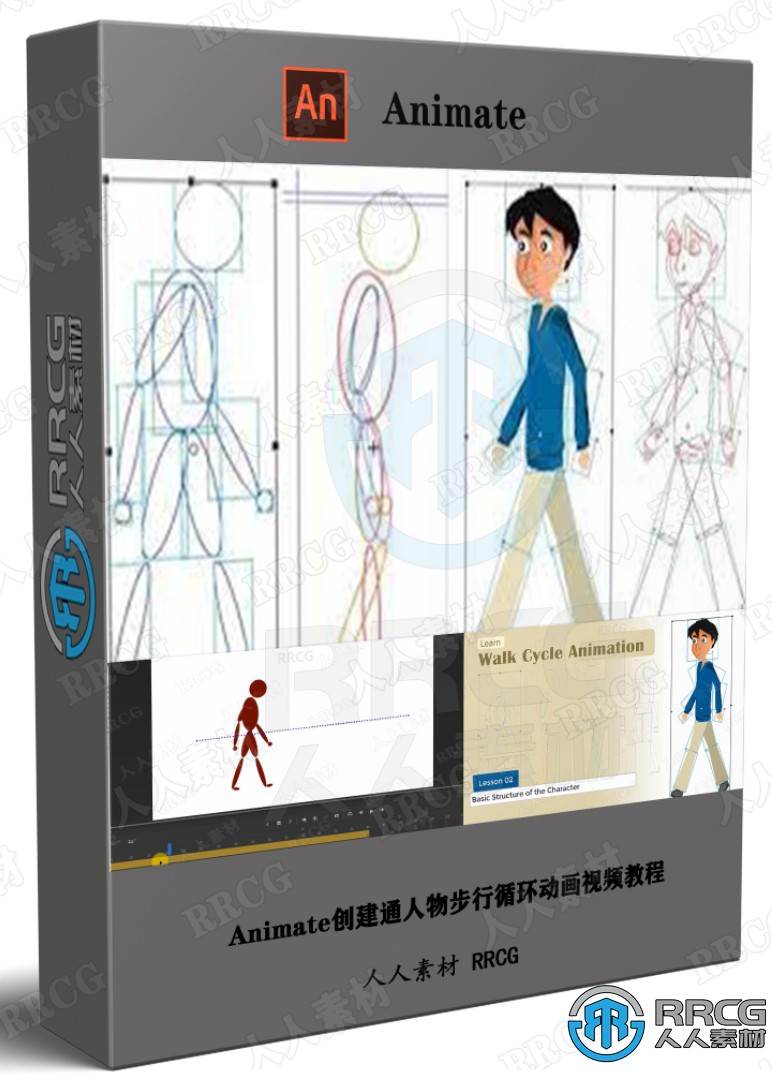 An Animate
RRCG
人人素材
RRCG
Learn
Walk Cycle Animation
Lesson 02
Basic Structure of the Character
Animate创建通人物步行循环动画视频教程
人人素材 RRCG
RRCG
人人素材